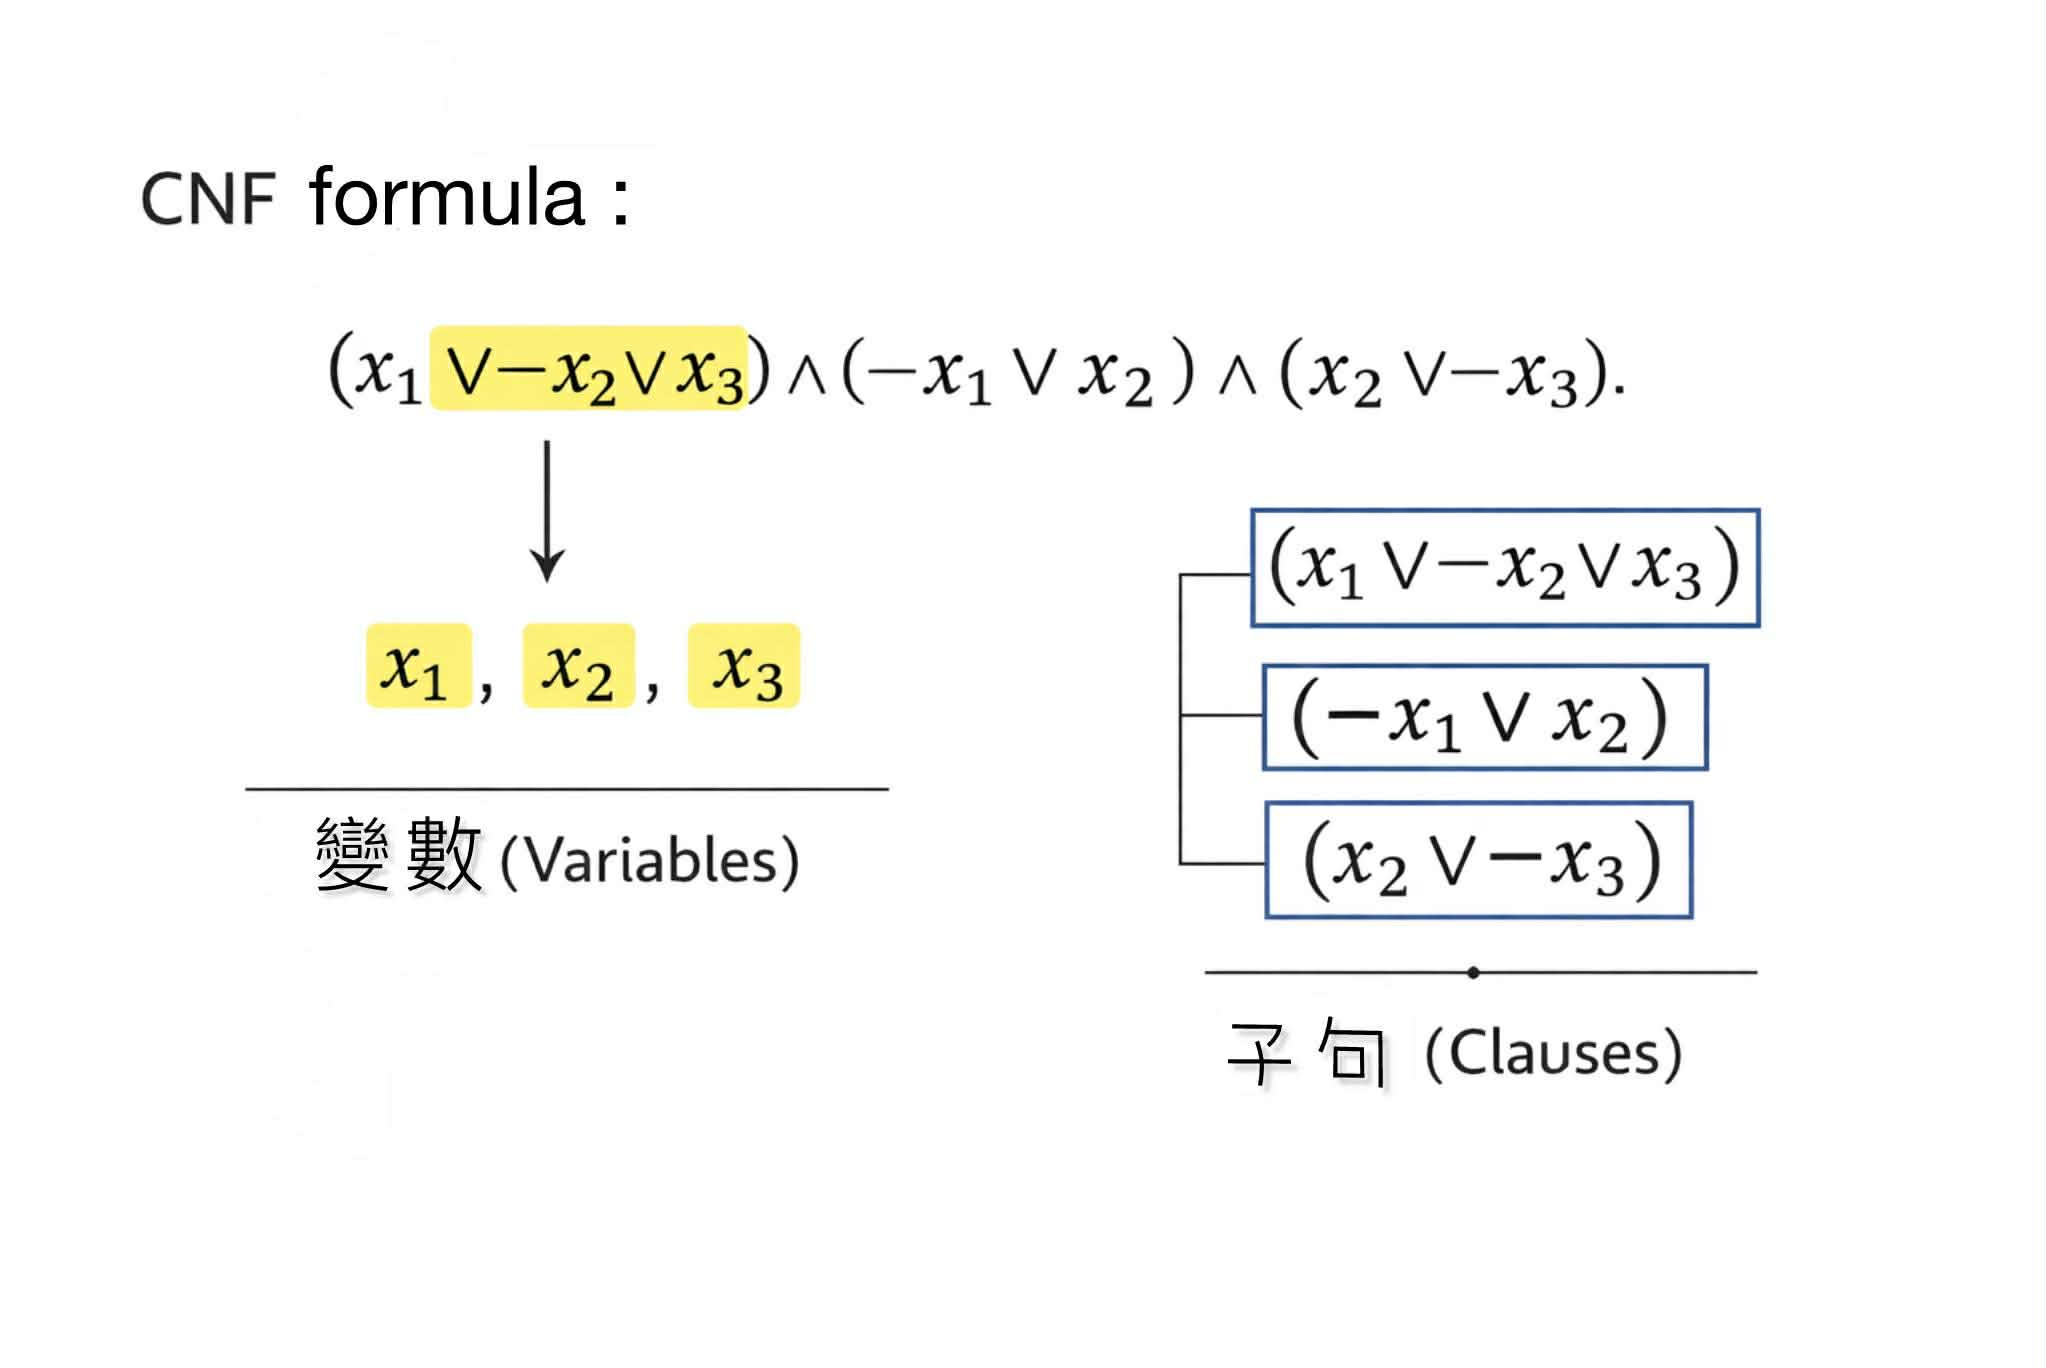 CNF formula :
(x₁ ∨−x₂∨ x₃) ∧ (−x₁ ∨ x₂ ) ∧ (x₂ ∨−x₃).
x₁ , x₂ , x₃
變數 (Variables)
(x₁ ∨−x₂∨ x₃ )
(−x₁ ∨ x₂ )
(x₂ ∨−x₃)
子句 (Clauses)